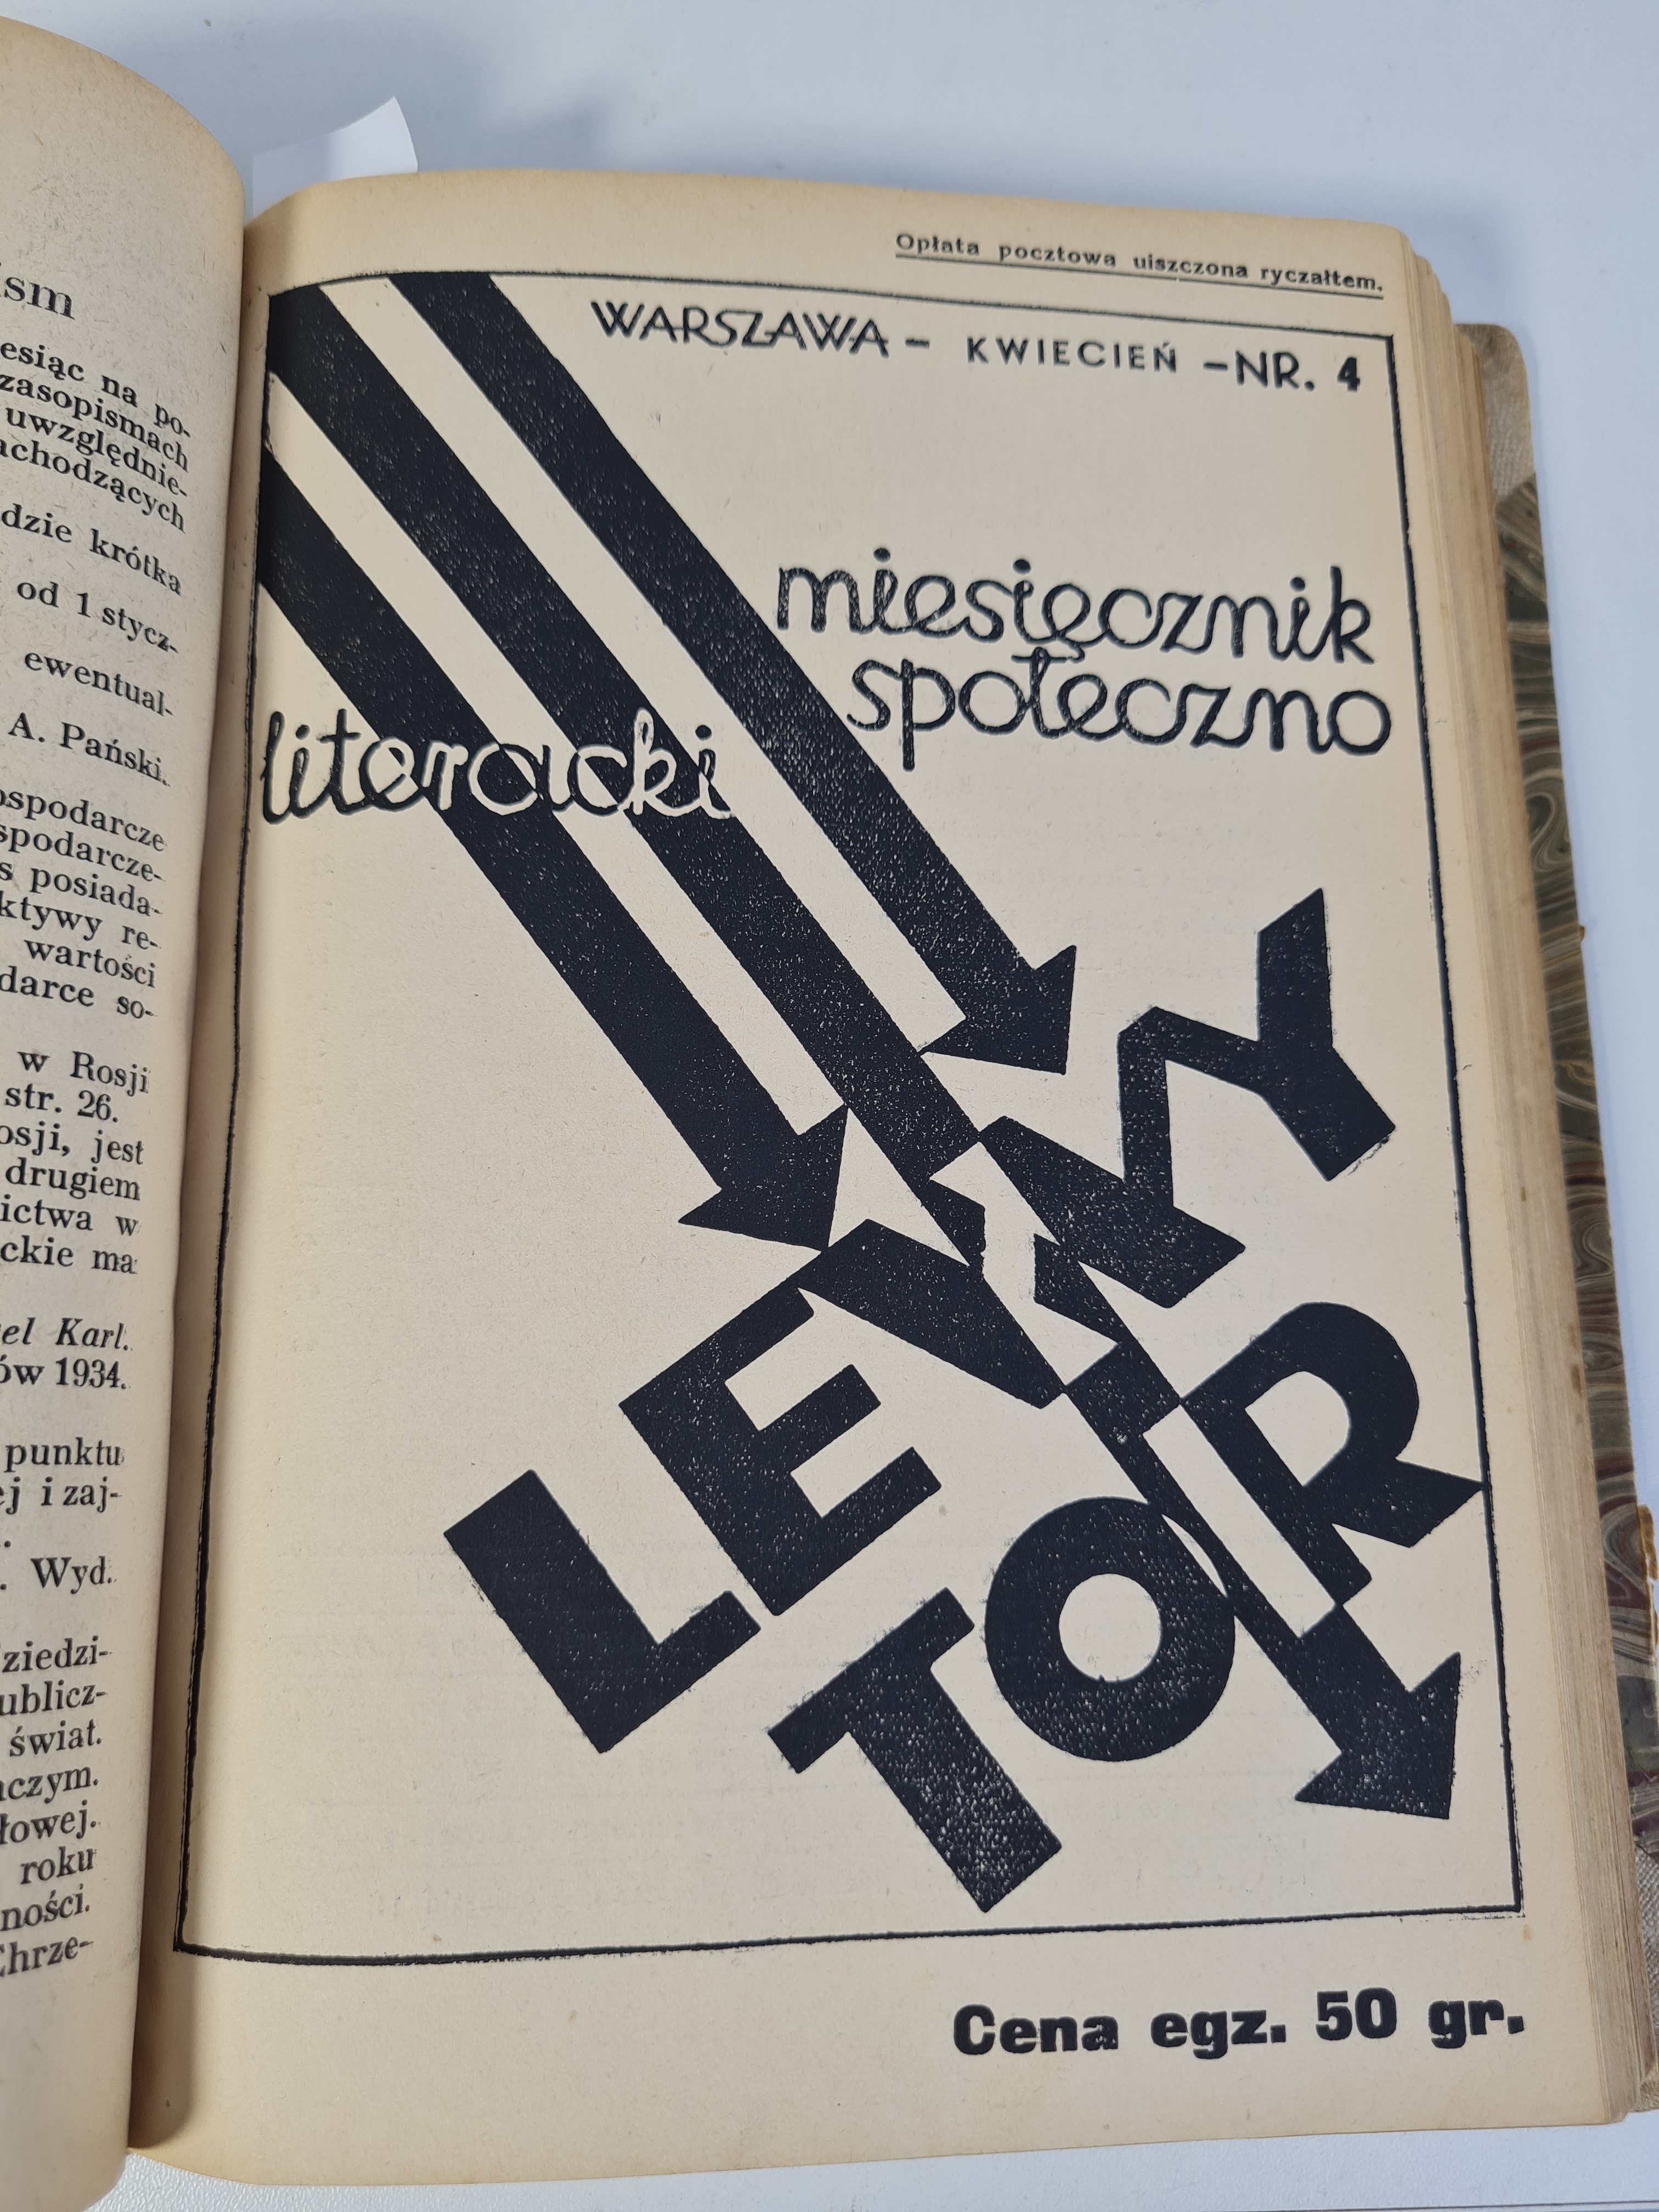 ism
esiąc na po-
zasopismach
uwzględnie-
achodzących
dzie krótka
od 1 stycz-
ewentual-
A. Pański.
ospodarcze
spodarcze-
s posiada-
ktywy re-
wartości
darce so-
w Rosji
str. 26.
osji, jest
drugiem
ictwa w
ckie ma
el Karl.
ów 1934.
punktu
ej i zaj-
. Wyd.
ziedzi-
ublicz-
świat.
aczym.
łowej.
roku
ności.
Chrze-
Opłata pocztowa uiszczona ryczałtem.
WARSZAWA – KWIECIEŃ – NR. 4
miesięcznik
społeczno
literacki
LEWY
TOR
Cena egz. 50 gr.